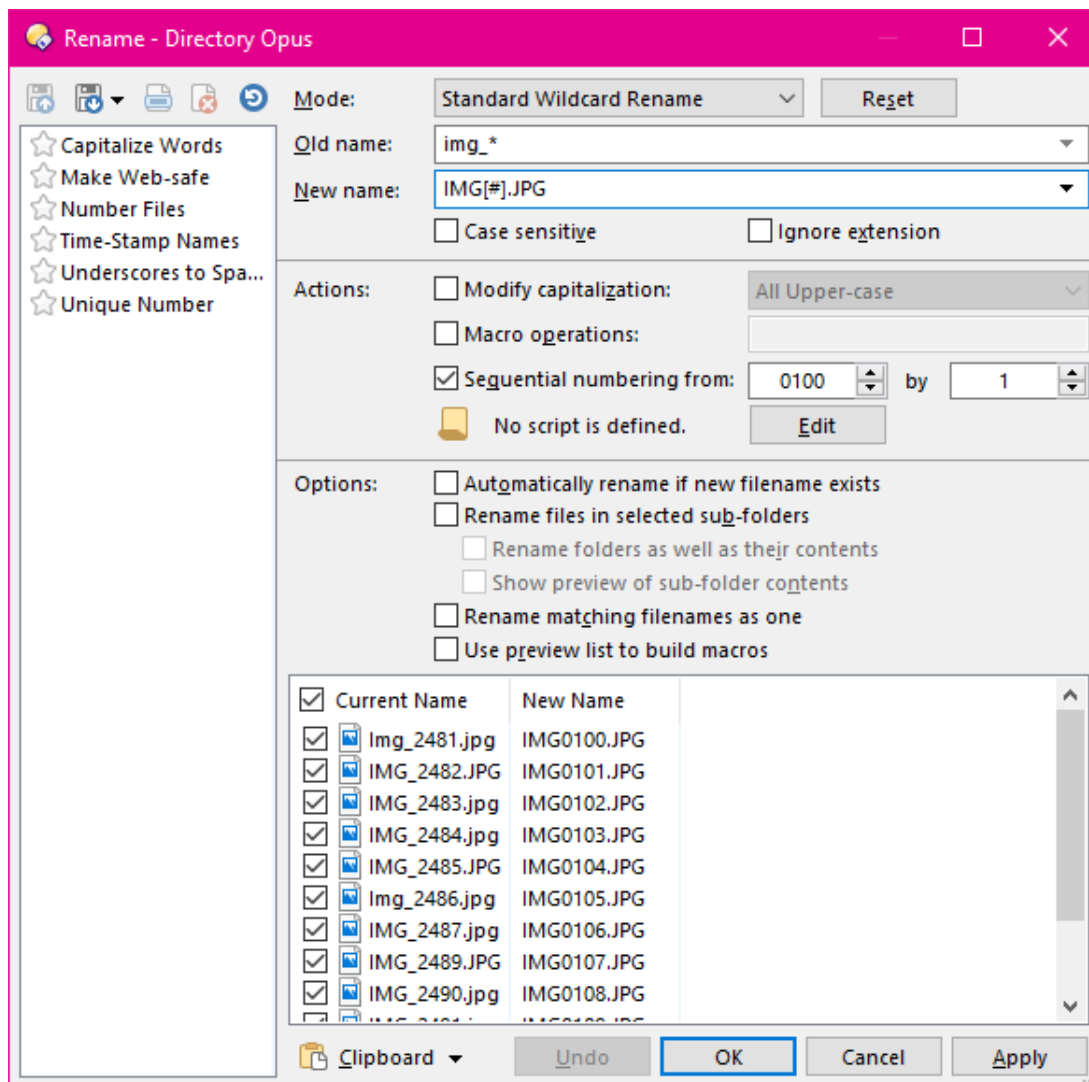 Rename - Directory Opus
Mode: Standard Wildcard Rename Reset
Capitalize Words
Make Web-safe
Number Files
Time-Stamp Names
Underscores to Spa...
Unique Number
Old name: img_*
New name: IMG[#].JPG
Case sensitive Ignore extension
Actions: Modify capitalization: All Upper-case
Macro operations:
Sequential numbering from: 0100 by 1
No script is defined. Edit
Options: Automatically rename if new filename exists
Rename files in selected sub-folders
Rename folders as well as their contents
Show preview of sub-folder contents
Rename matching filenames as one
Use preview list to build macros
Current Name New Name
Img_2481.jpg IMG0100.JPG
IMG_2482.JPG IMG0101.JPG
IMG_2483.jpg IMG0102.JPG
IMG_2484.jpg IMG0103.JPG
IMG_2485.JPG IMG0104.JPG
Img_2486.jpg IMG0105.JPG
IMG_2487.jpg IMG0106.JPG
IMG_2489.JPG IMG0107.JPG
IMG_2490.jpg IMG0108.JPG
Clipboard Undo OK Cancel Apply